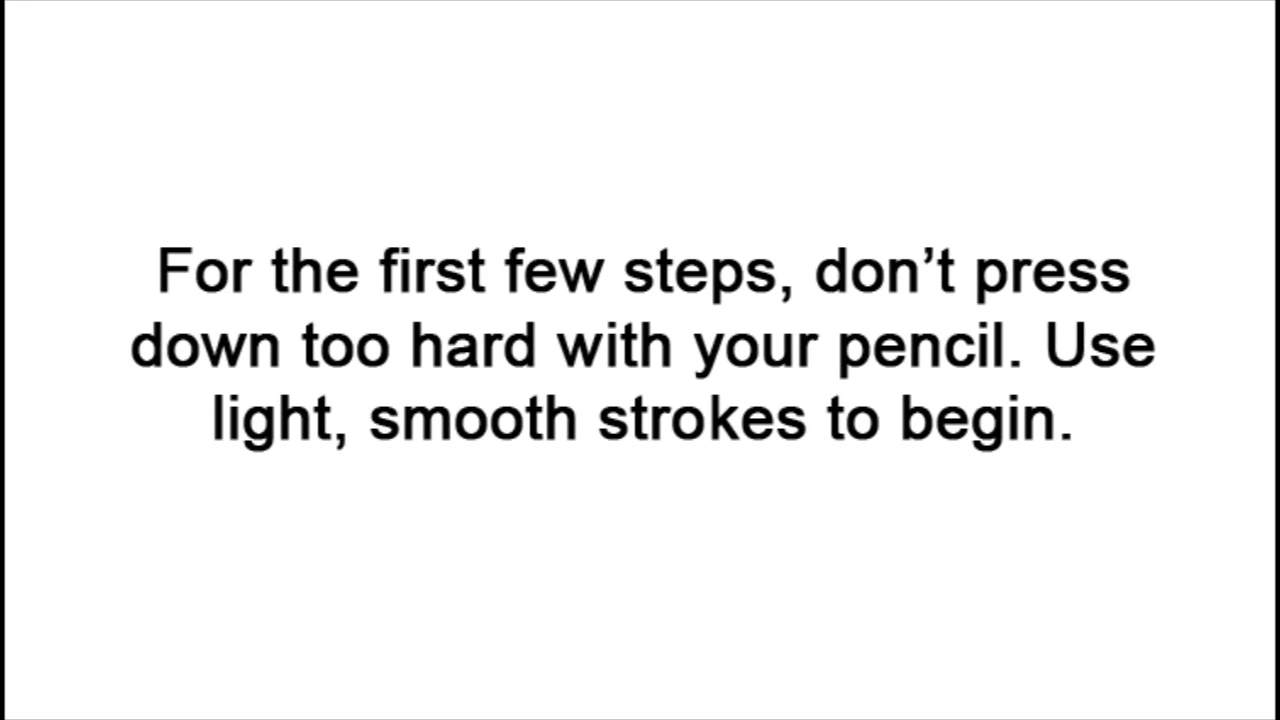 For the first few steps, don’t press
down too hard with your pencil. Use
light, smooth strokes to begin.